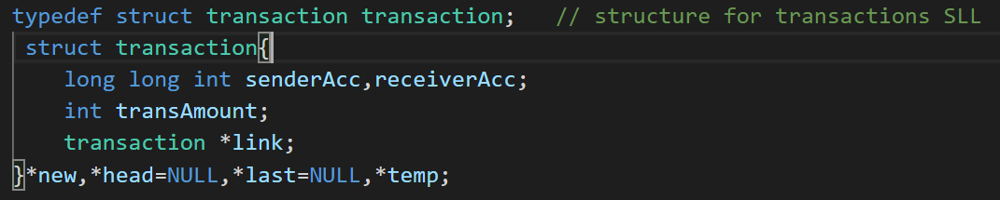 typedef struct transaction transaction;   // structure for transactions SLL
 struct transaction{
    long long int senderAcc,receiverAcc;
    int transAmount;
    transaction *link;
}*new,*head=NULL,*last=NULL,*temp;